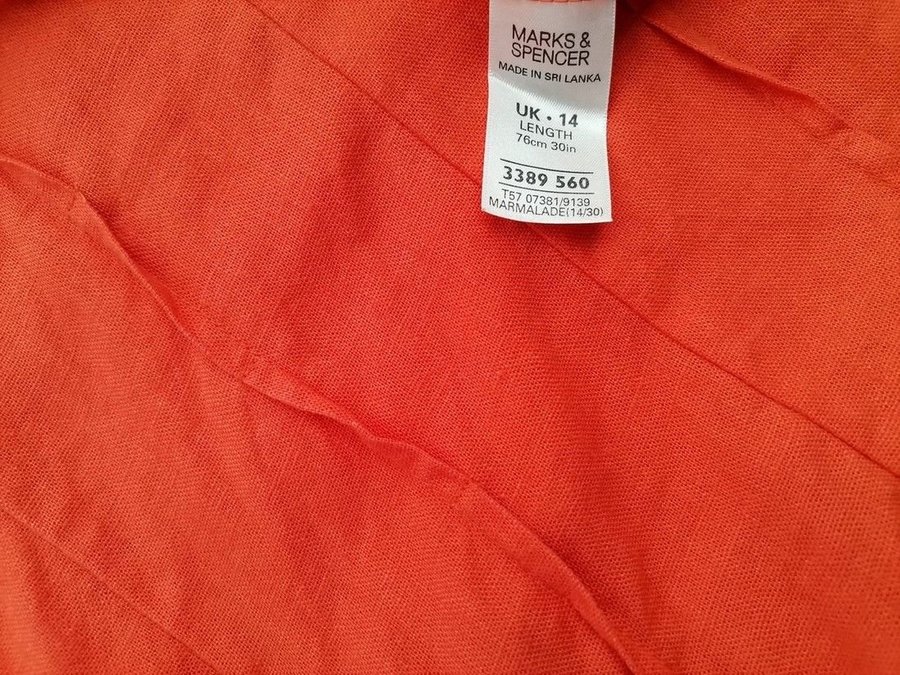 MARKS &
SPENCER
MADE IN SRI LANKA
UK • 14
LENGTH
76cm 30in
3389 560
T57 07381/9139
MARMALADE(14/30)